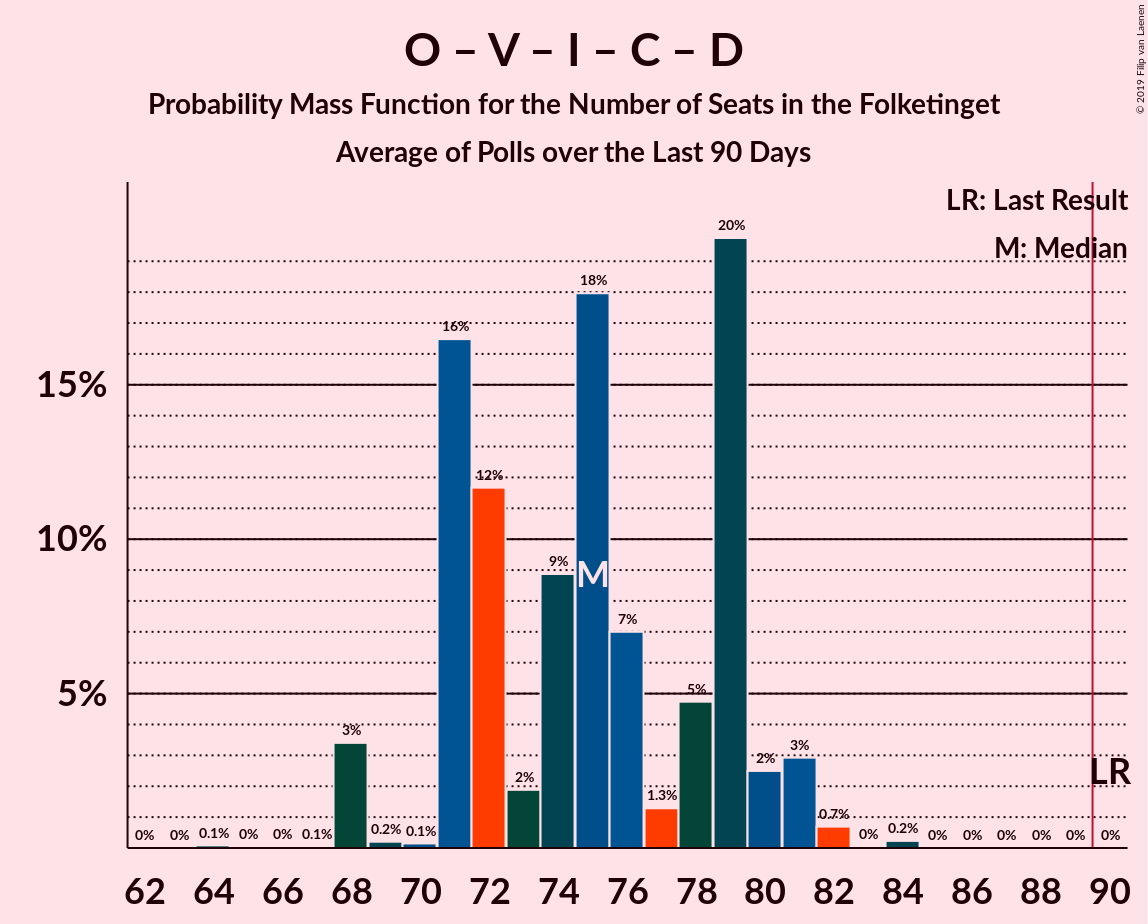 O – V – I – C – D
Probability Mass Function for the Number of Seats in the Folketinget
Average of Polls over the Last 90 Days
© 2019 Filip van Laenen
LR: Last Result
M: Median
20%
18%
16%
15%
12%
10%
9%
M
7%
5%
5%
3%
3%
2%
2%
1.3%
LR
0.7%
0% 0% 0.1% 0% 0% 0.1% 0.2% 0.1% 0% 0.2% 0% 0% 0% 0% 0% 0%
62 64 66 68 70 72 74 76 78 80 82 84 86 88 90